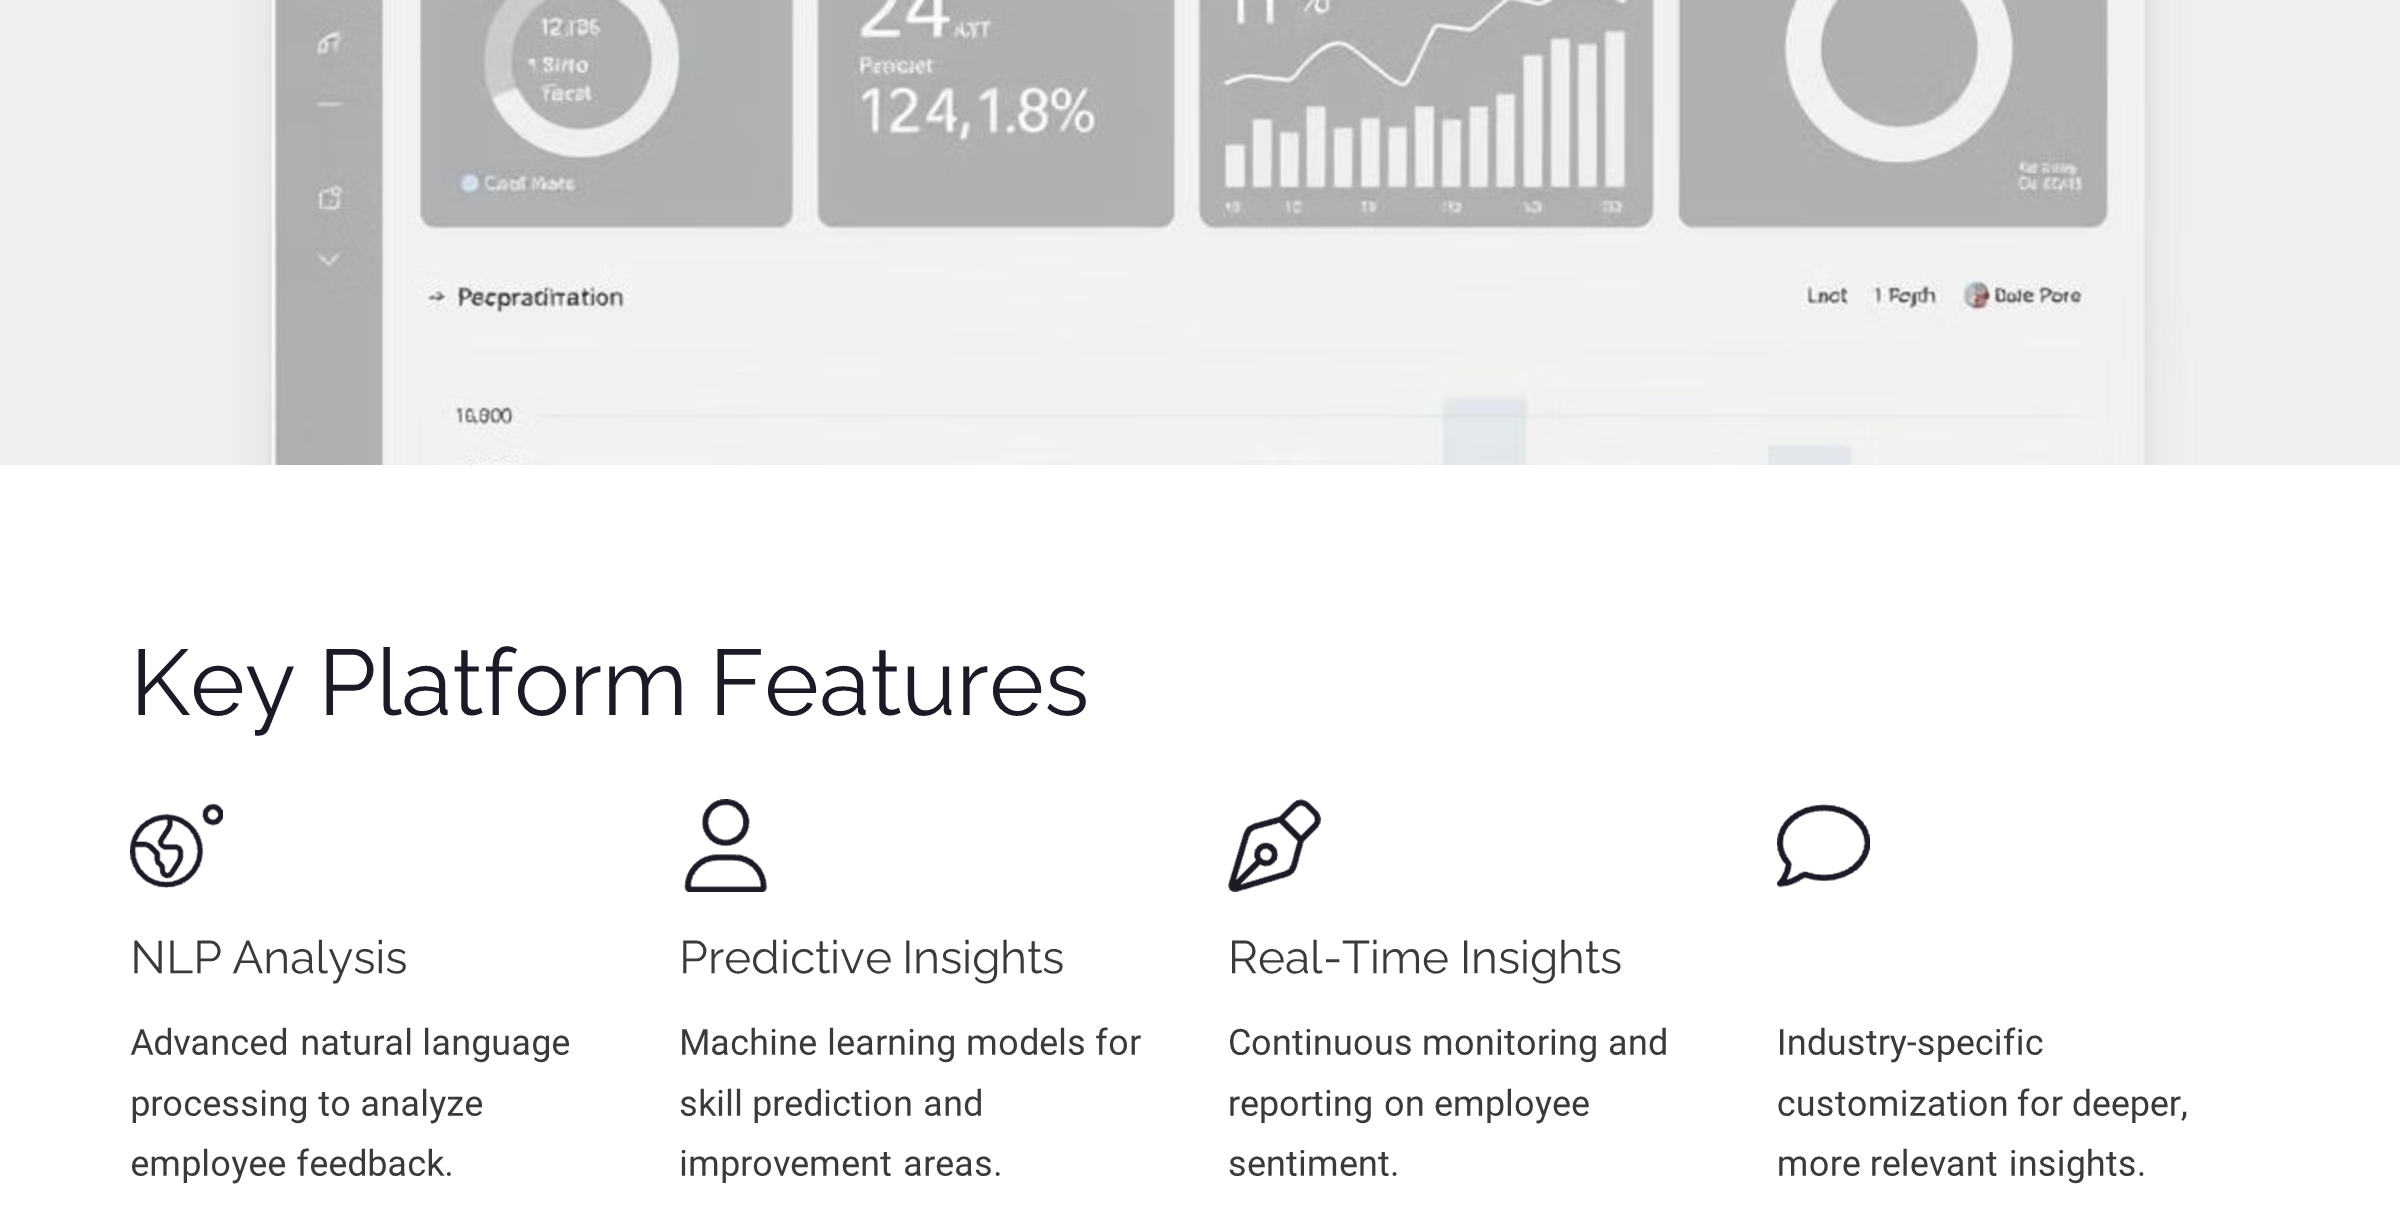 24
124,1.8%
Key Platform Features
NLP Analysis
Advanced natural language
processing to analyze
employee feedback.
Predictive Insights
Machine learning models for
skill prediction and
improvement areas.
Real-Time Insights
Continuous monitoring and
reporting on employee
sentiment.
Industry-specific
customization for deeper,
more relevant insights.